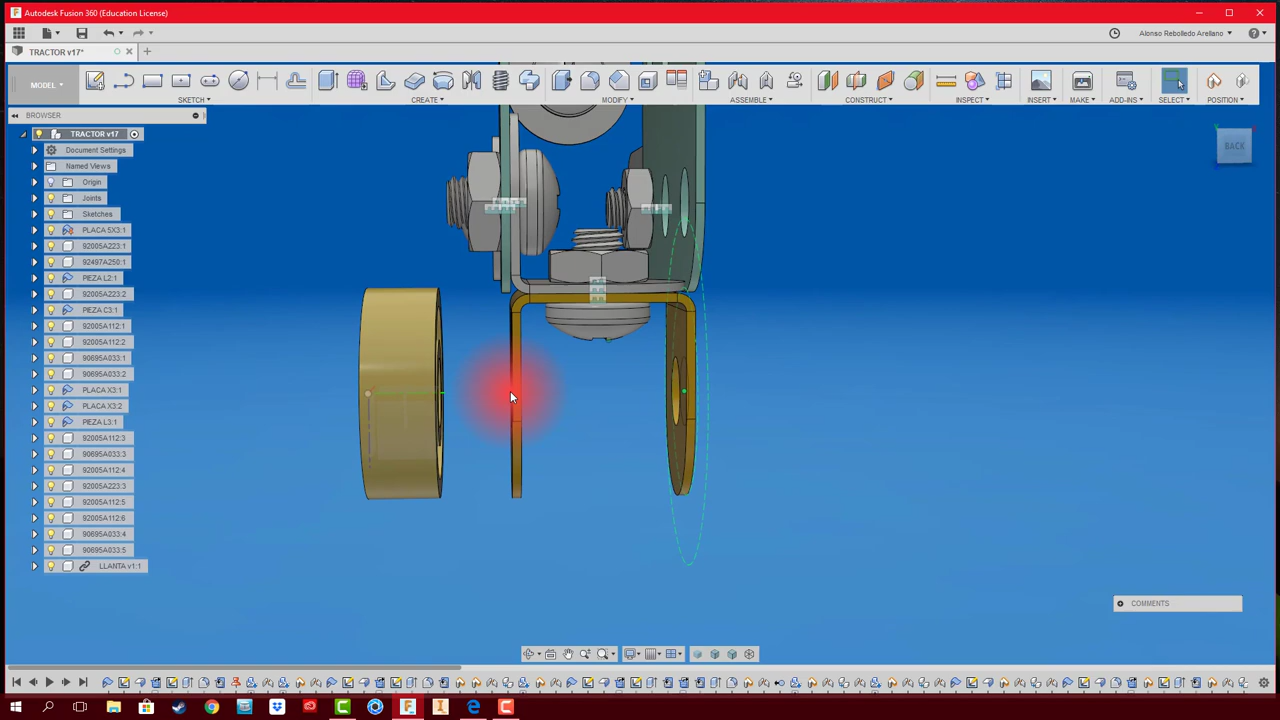 Autodesk Fusion 360 (Education License)
Alonso Rebolledo Arellano
TRACTOR v17*
MODEL
SKETCH
CREATE
MODIFY
ASSEMBLE
CONSTRUCT
INSPECT
INSERT
MAKE
ADD-INS
SELECT
POSITION
BROWSER
TRACTOR v17
Document Settings
Named Views
Origin
Joints
Sketches
PLACA 5X3:1
92005A223:1
92497A250:1
PIEZA L2:1
92005A223:2
PIEZA C3:1
92005A112:1
92005A112:2
90695A033:1
90695A033:2
PLACA X3:1
PLACA X3:2
PIEZA L3:1
92005A112:3
90695A033:3
92005A112:4
92005A223:3
92005A112:5
92005A112:6
90695A033:4
90695A033:5
LLANTA v1:1
BACK
COMMENTS